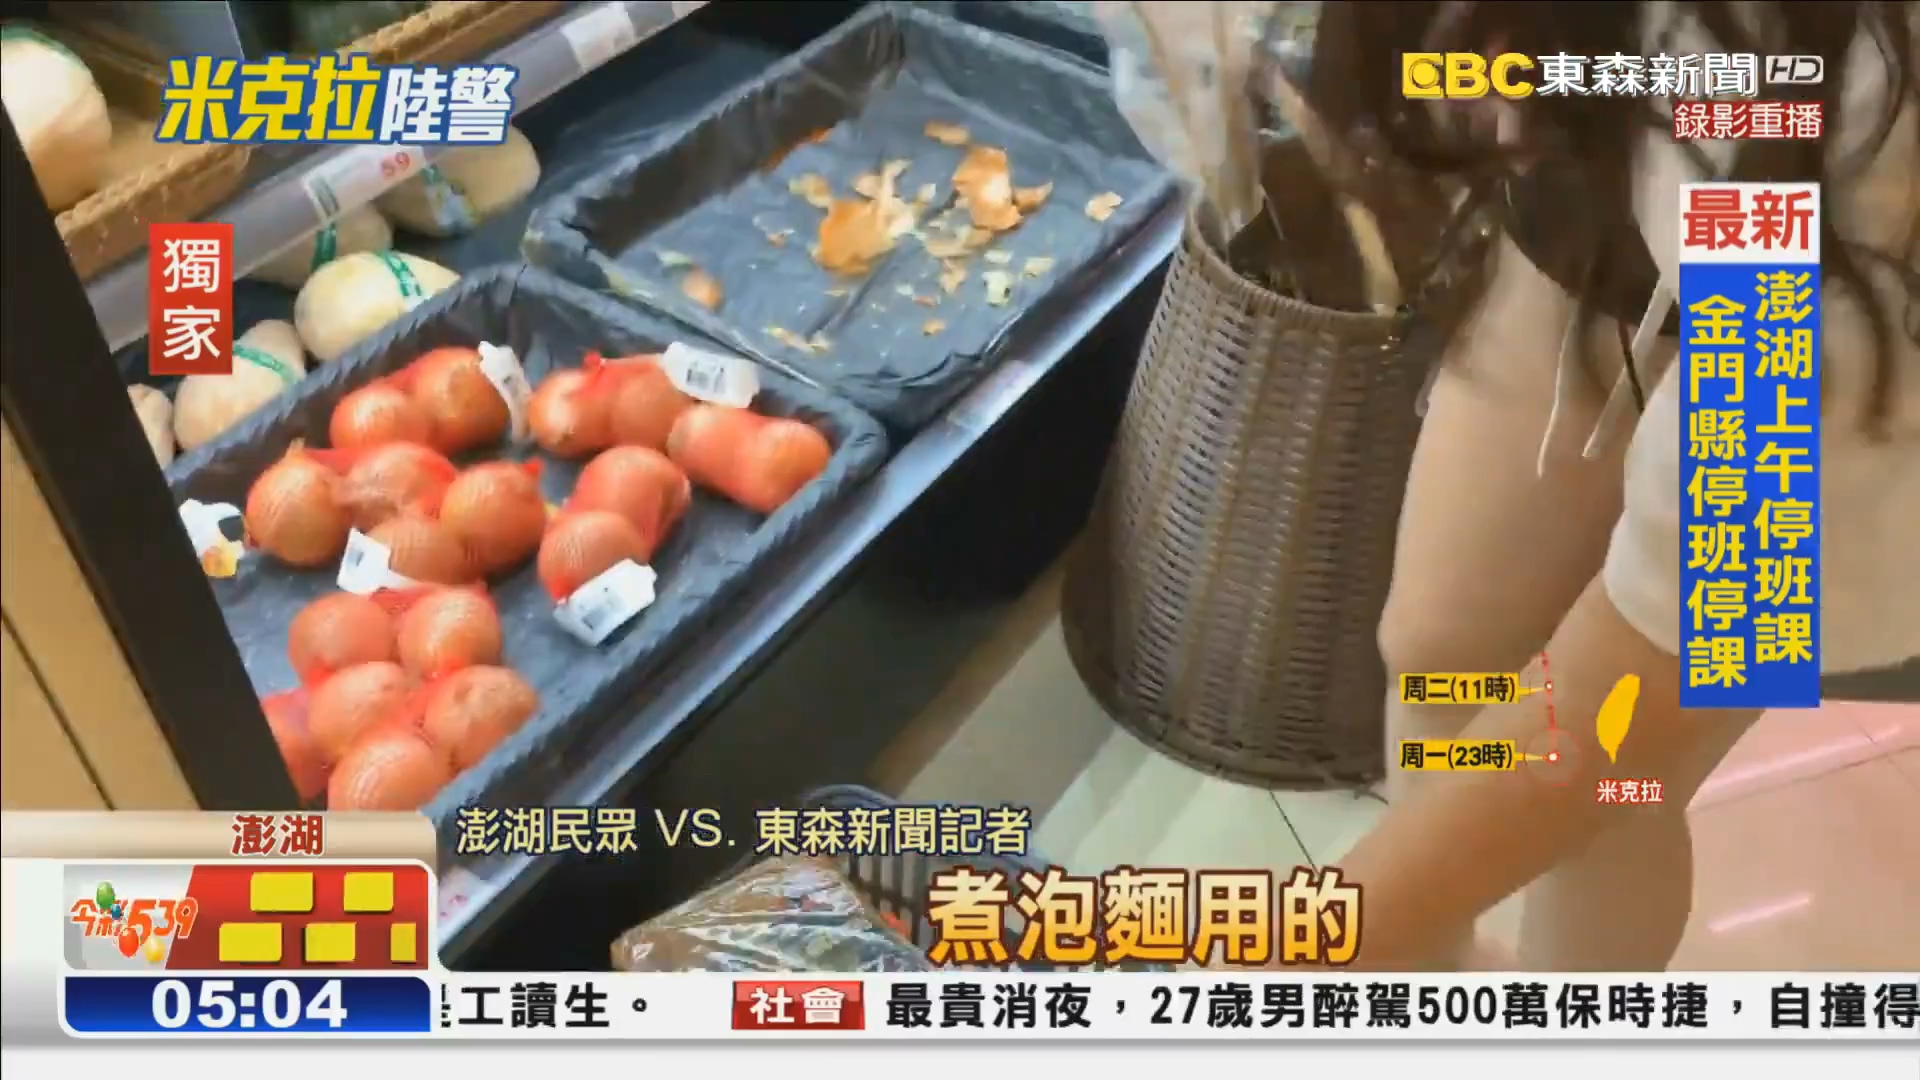 米克拉陸警
EBC東森新聞HD
錄影重播
59
獨家
最新
澎湖上午停班課
金門縣停班停課
周二(11時)
周一(23時)
米克拉
澎湖
澎湖民眾 VS. 東森新聞記者
煮泡麵用的
今彩539
05:04
工讀生。 社會 最貴消夜，27歲男醉駕500萬保時捷，自撞得